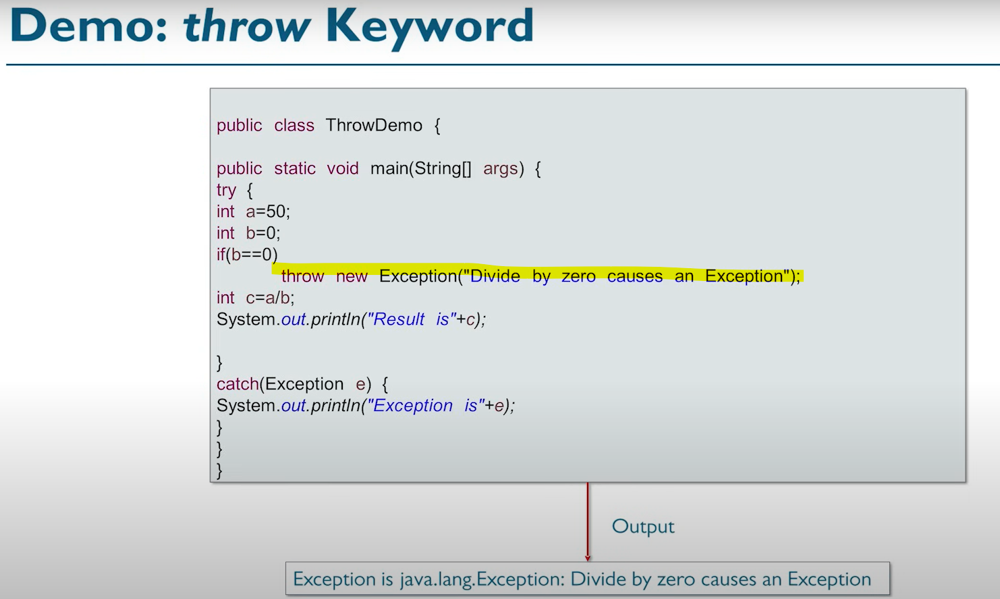 Demo: throw Keyword
public class ThrowDemo {
public static void main(String[] args) {
try {
int a=50;
int b=0;
if(b==0)
throw new Exception("Divide by zero causes an Exception");
int c=a/b;
System.out.println("Result is"+c);
}
catch(Exception e) {
System.out.println("Exception is"+e);
}
}
}
Output
Exception is java.lang.Exception: Divide by zero causes an Exception